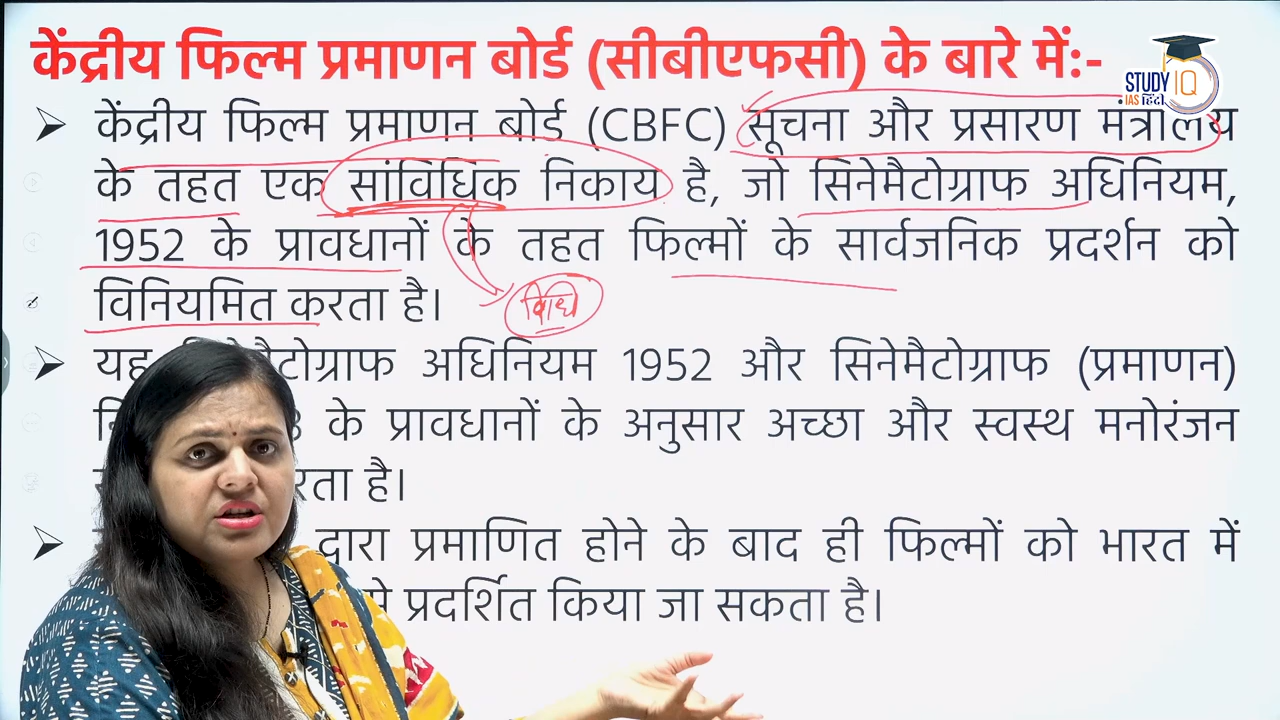 केंद्रीय फिल्म प्रमाणन बोर्ड (सीबीएफसी) के बारे में:-
STUDY IQ
IAS हिंदी
केंद्रीय फिल्म प्रमाणन बोर्ड (CBFC) सूचना और प्रसारण मंत्रालय
के तहत एक सांविधिक निकाय है, जो सिनेमैटोग्राफ अधिनियम,
1952 के प्रावधानों के तहत फिल्मों के सार्वजनिक प्रदर्शन को
विनियमित करता है।
विधि
यह अधिनियम 1952 और सिनेमैटोग्राफ (प्रमाणन)
के प्रावधानों के अनुसार अच्छा और स्वस्थ मनोरंजन
है।
द्वारा प्रमाणित होने के बाद ही फिल्मों को भारत में
प्रदर्शित किया जा सकता है।